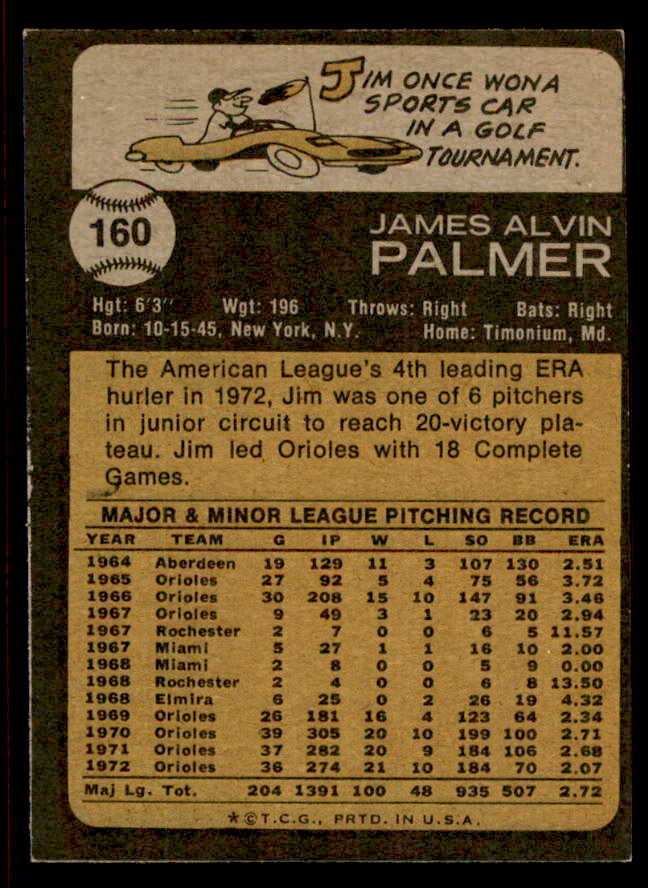 JIM ONCE WON A
SPORTS CAR
IN A GOLF
TOURNAMENT.
160
JAMES ALVIN
PALMER
Hgt: 6'3" Wgt: 196 Throws: Right Bats: Right
Born: 10-15-45, New York, N.Y. Home: Timonium, Md.
The American League's 4th leading ERA
hurler in 1972, Jim was one of 6 pitchers
in junior circuit to reach 20-victory pla-
teau. Jim led Orioles with 18 Complete
Games.
MAJOR & MINOR LEAGUE PITCHING RECORD
YEAR TEAM G IP W L SO BB ERA
1964 Aberdeen 19 129 11 3 107 130 2.51
1965 Orioles 27 92 5 4 75 56 3.72
1966 Orioles 30 208 15 10 147 91 3.46
1967 Orioles 9 49 3 1 23 20 2.94
1967 Rochester 2 7 0 0 6 5 11.57
1967 Miami 5 27 1 1 16 10 2.00
1968 Miami 2 8 0 0 5 9 0.00
1968 Rochester 2 4 0 0 6 8 13.50
1968 Elmira 6 25 0 2 26 19 4.32
1969 Orioles 26 181 16 4 123 64 2.34
1970 Orioles 39 305 20 10 199 100 2.71
1971 Orioles 37 282 20 9 184 106 2.68
1972 Orioles 36 274 21 10 184 70 2.07
Maj Lg. Tot. 204 1391 100 48 935 507 2.72
*©T.C.G., PRTD. IN U.S.A.